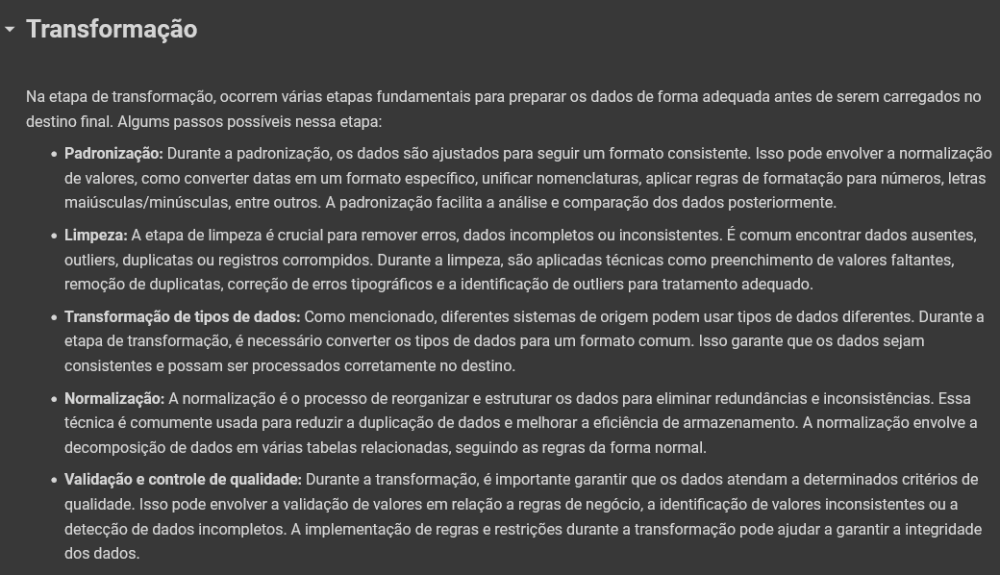 Transformação
Na etapa de transformação, ocorrem várias etapas fundamentais para preparar os dados de forma adequada antes de serem carregados no
destino final. Algums passos possíveis nessa etapa:
• Padronização: Durante a padronização, os dados são ajustados para seguir um formato consistente. Isso pode envolver a normalização
de valores, como converter datas em um formato específico, unificar nomenclaturas, aplicar regras de formatação para números, letras
maiúsculas/minúsculas, entre outros. A padronização facilita a análise e comparação dos dados posteriormente.
• Limpeza: A etapa de limpeza é crucial para remover erros, dados incompletos ou inconsistentes. É comum encontrar dados ausentes,
outliers, duplicatas ou registros corrompidos. Durante a limpeza, são aplicadas técnicas como preenchimento de valores faltantes,
remoção de duplicatas, correção de erros tipográficos e a identificação de outliers para tratamento adequado.
• Transformação de tipos de dados: Como mencionado, diferentes sistemas de origem podem usar tipos de dados diferentes. Durante a
etapa de transformação, é necessário converter os tipos de dados para um formato comum. Isso garante que os dados sejam
consistentes e possam ser processados corretamente no destino.
• Normalização: A normalização é o processo de reorganizar e estruturar os dados para eliminar redundâncias e inconsistências. Essa
técnica é comumente usada para reduzir a duplicação de dados e melhorar a eficiência de armazenamento. A normalização envolve a
decomposição de dados em várias tabelas relacionadas, seguindo as regras da forma normal.
• Validação e controle de qualidade: Durante a transformação, é importante garantir que os dados atendam a determinados critérios de
qualidade. Isso pode envolver a validação de valores em relação a regras de negócio, a identificação de valores inconsistentes ou a
detecção de dados incompletos. A implementação de regras e restrições durante a transformação pode ajudar a garantir a integridade
dos dados.